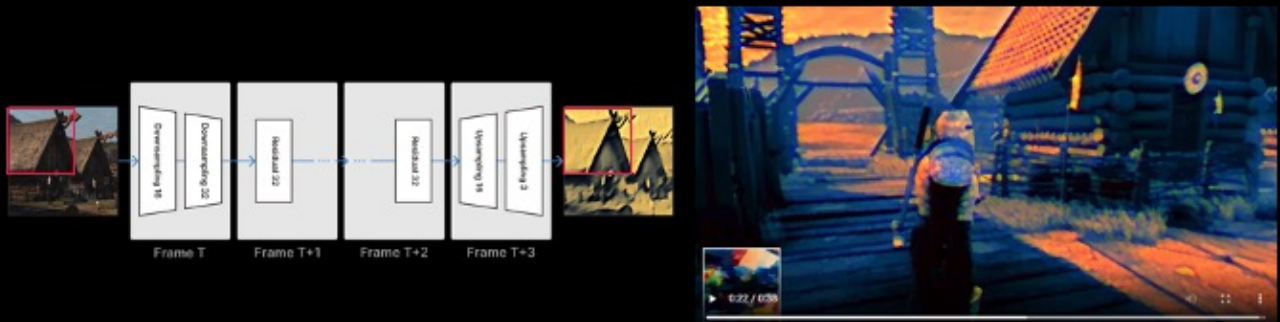 Downsampling 16
Downsampling 32
Residual 32
Residual 32
Upsampling 16
Upsampling 3
Frame T
Frame T+1
Frame T+2
Frame T+3
0:22 / 0:38